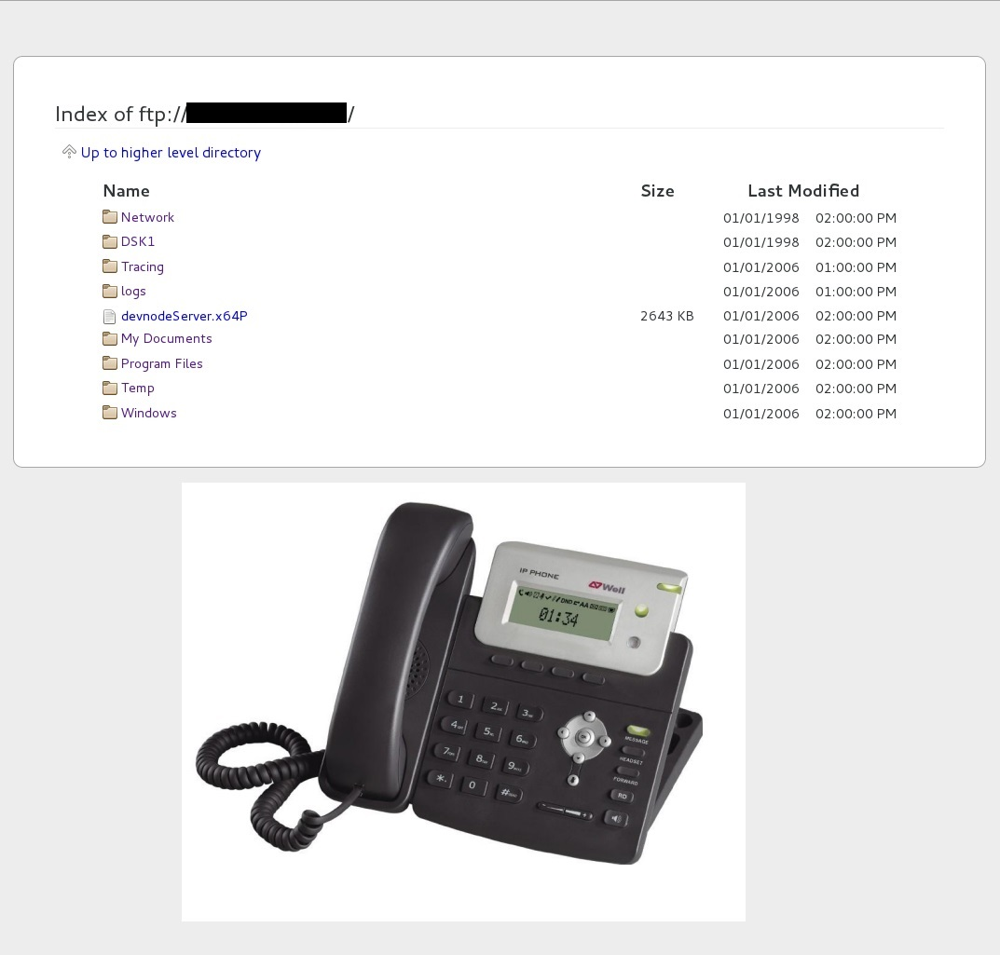 Index of ftp:// /
Up to higher level directory
Name Size Last Modified
Network 01/01/1998 02:00:00 PM
DSK1 01/01/1998 02:00:00 PM
Tracing 01/01/2006 01:00:00 PM
logs 01/01/2006 01:00:00 PM
devnodeServer.x64P 2643 KB 01/01/2006 02:00:00 PM
My Documents 01/01/2006 02:00:00 PM
Program Files 01/01/2006 02:00:00 PM
Temp 01/01/2006 02:00:00 PM
Windows 01/01/2006 02:00:00 PM
IP PHONE Well
DND AA
01:34
1 2 3
4 5 6
7 8 9
* 0 #
MESSAGE
HEADSET
FORWARD
RD